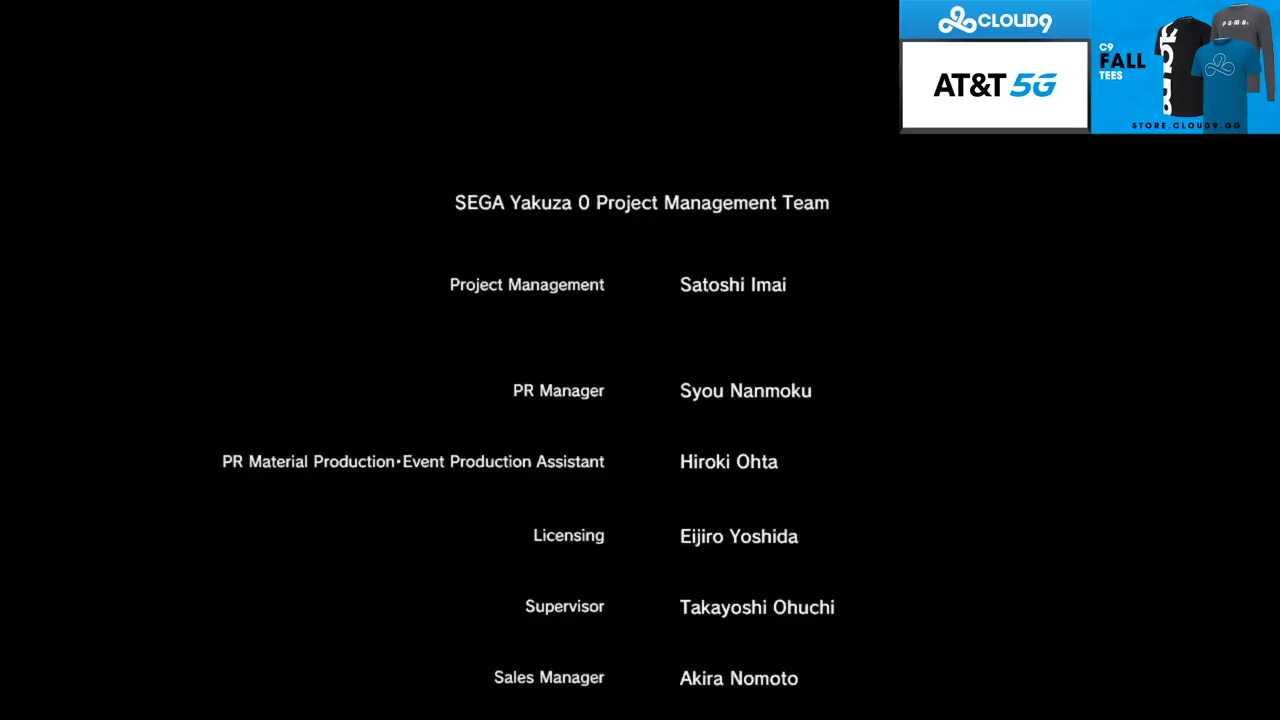 CLOUD9
AT&T 5G
C9
FALL
TEES
PUMA
STORE.CLOUD9.GG
SEGA Yakuza 0 Project Management Team
Project Management Satoshi Imai
PR Manager Syou Nanmoku
PR Material Production･Event Production Assistant Hiroki Ohta
Licensing Eijiro Yoshida
Supervisor Takayoshi Ohuchi
Sales Manager Akira Nomoto